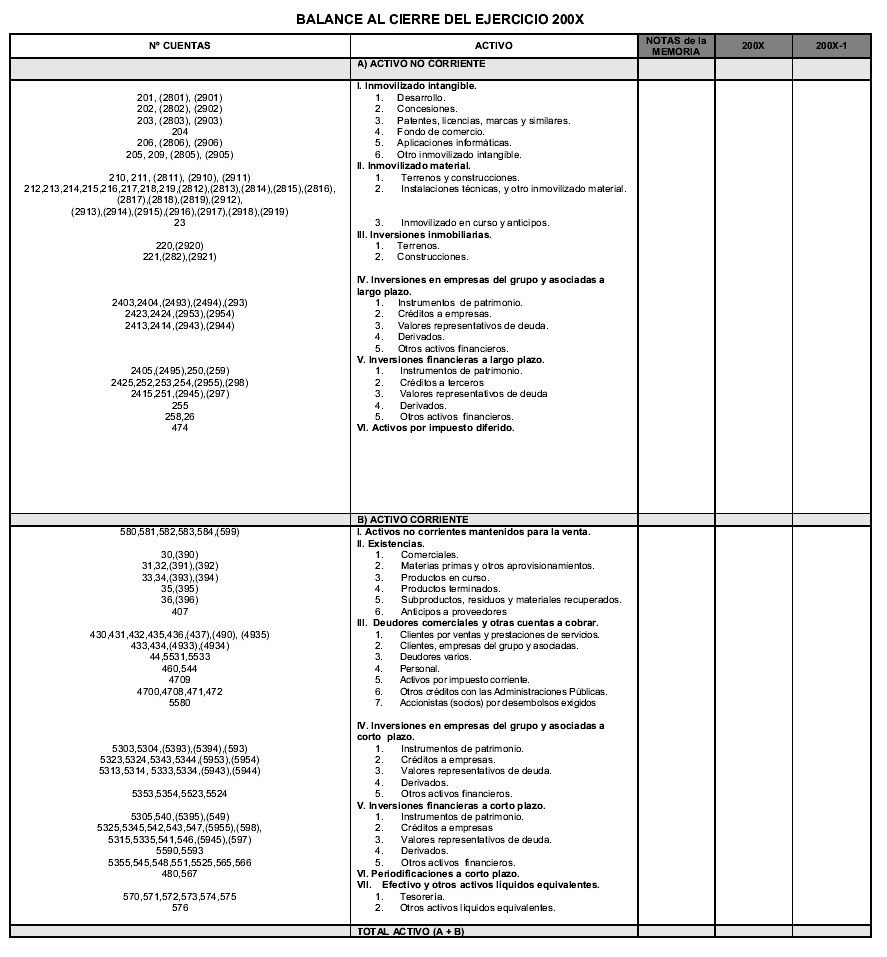 BALANCE AL CIERRE DEL EJERCICIO 200X
Nº CUENTAS ACTIVO NOTAS de la MEMORIA 200X 200X-1
A) ACTIVO NO CORRIENTE
I. Inmovilizado intangible.
201, (2801), (2901) 1. Desarrollo.
202, (2802), (2902) 2. Concesiones.
203, (2803), (2903) 3. Patentes, licencias, marcas y similares.
204 4. Fondo de comercio.
206, (2806), (2906) 5. Aplicaciones informáticas.
205, 209, (2805), (2905) 6. Otro inmovilizado intangible.
II. Inmovilizado material.
210, 211, (2811), (2910), (2911) 1. Terrenos y construcciones.
212,213,214,215,216,217,218,219,(2812),(2813),(2814),(2815),(2816), 2. Instalaciones técnicas, y otro inmovilizado material.
(2817),(2818),(2819),(2912),
(2913),(2914),(2915),(2916),(2917),(2918),(2919)
23 3. Inmovilizado en curso y anticipos.
III. Inversiones inmobiliarias.
220,(2920) 1. Terrenos.
221,(282),(2921) 2. Construcciones.
IV. Inversiones en empresas del grupo y asociadas a
largo plazo.
2403,2404,(2493),(2494),(293) 1. Instrumentos de patrimonio.
2423,2424,(2953),(2954) 2. Créditos a empresas.
2413,2414,(2943),(2944) 3. Valores representativos de deuda.
4. Derivados.
5. Otros activos financieros.
V. Inversiones financieras a largo plazo.
2405,(2495),250,(259) 1. Instrumentos de patrimonio.
2425,252,253,254,(2955),(298) 2. Créditos a terceros
2415,251,(2945),(297) 3. Valores representativos de deuda
255 4. Derivados.
258,26 5. Otros activos financieros.
474 VI. Activos por impuesto diferido.
B) ACTIVO CORRIENTE
580,581,582,583,584,(599) I. Activos no corrientes mantenidos para la venta.
II. Existencias.
30,(390) 1. Comerciales.
31,32,(391),(392) 2. Materias primas y otros aprovisionamientos.
33,34,(393),(394) 3. Productos en curso.
35,(395) 4. Productos terminados.
36,(396) 5. Subproductos, residuos y materiales recuperados.
407 6. Anticipos a proveedores
III. Deudores comerciales y otras cuentas a cobrar.
430,431,432,435,436,(437),(490), (4935) 1. Clientes por ventas y prestaciones de servicios.
433,434,(4933),(4934) 2. Clientes, empresas del grupo y asociadas.
44,5531,5533 3. Deudores varios.
460,544 4. Personal.
4709 5. Activos por impuesto corriente.
4700,4708,471,472 6. Otros créditos con las Administraciones Públicas.
5580 7. Accionistas (socios) por desembolsos exigidos
IV. Inversiones en empresas del grupo y asociadas a
corto plazo.
5303,5304,(5393),(5394),(593) 1. Instrumentos de patrimonio.
5323,5324,5343,5344,(5953),(5954) 2. Créditos a empresas.
5313,5314, 5333,5334,(5943),(5944) 3. Valores representativos de deuda.
4. Derivados.
5353,5354,5523,5524 5. Otros activos financieros.
V. Inversiones financieras a corto plazo.
5305,540,(5395),(549) 1. Instrumentos de patrimonio.
5325,5345,542,543,547,(5955),(598), 2. Créditos a empresas
5315,5335,541,546,(5945),(597) 3. Valores representativos de deuda.
5590,5593 4. Derivados.
5355,545,548,551,5525,565,566 5. Otros activos financieros.
480,567 VI. Periodificaciones a corto plazo.
VII. Efectivo y otros activos líquidos equivalentes.
570,571,572,573,574,575 1. Tesorería.
576 2. Otros activos líquidos equivalentes.
TOTAL ACTIVO (A + B)